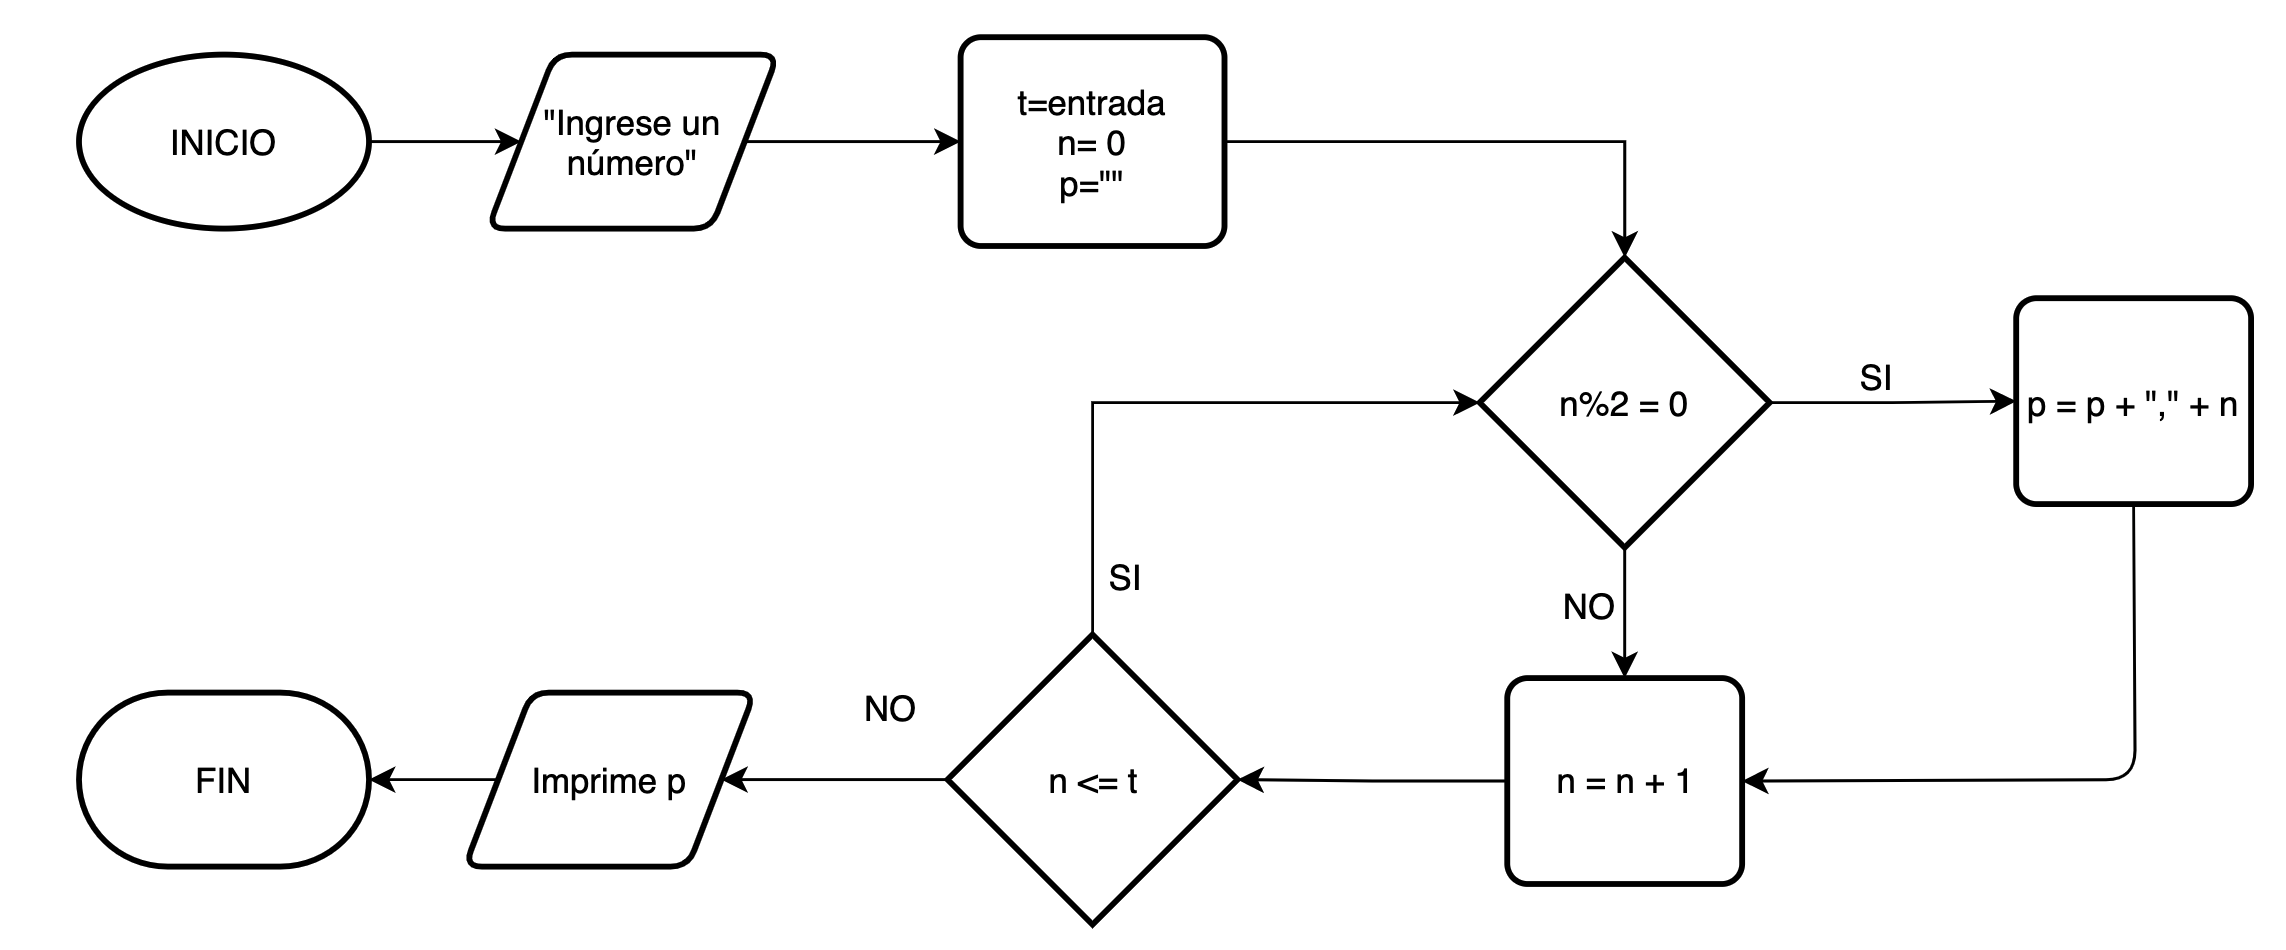 INICIO
"Ingrese un
número"
t=entrada
n= 0
p=""
n%2 = 0
SI
p = p + "," + n
NO
n = n + 1
n <= t
SI
NO
Imprime p
FIN